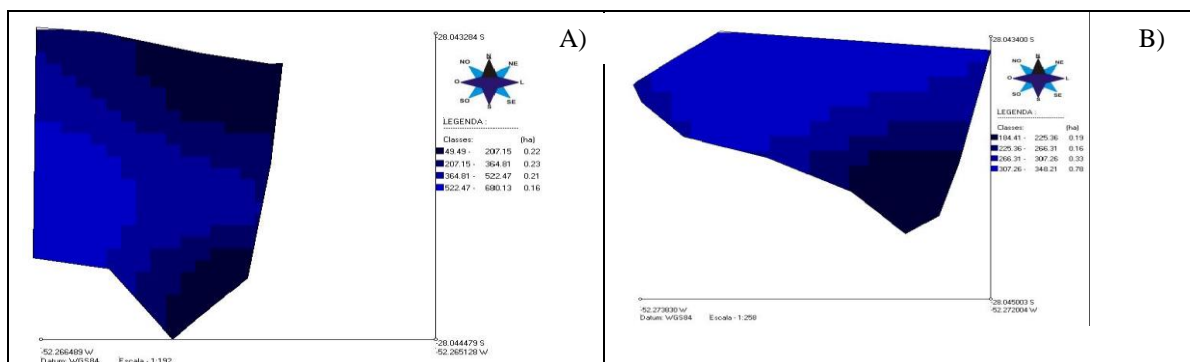 A)
-28.043284 S
N
NO
NE
O
L
SO
SE
S
LEGENDA :
Classes: (ha)
49.49 - 207.15 0.22
207.15 - 364.81 0.23
364.81 - 522.47 0.21
522.47 - 680.13 0.16
-28.044479 S
-52.266489 W
-52.265128 W
Datum: WGS84 Escala - 1:192
B)
-28.043400 S
N
NO
NE
O
L
SO
SE
S
LEGENDA :
Classes: (ha)
184.41 - 225.36 0.19
225.36 - 266.31 0.16
266.31 - 307.26 0.33
307.26 - 348.21 0.78
-28.045003 S
-52.273830 W
-52.272004 W
Datum: WGS84 Escala - 1:258